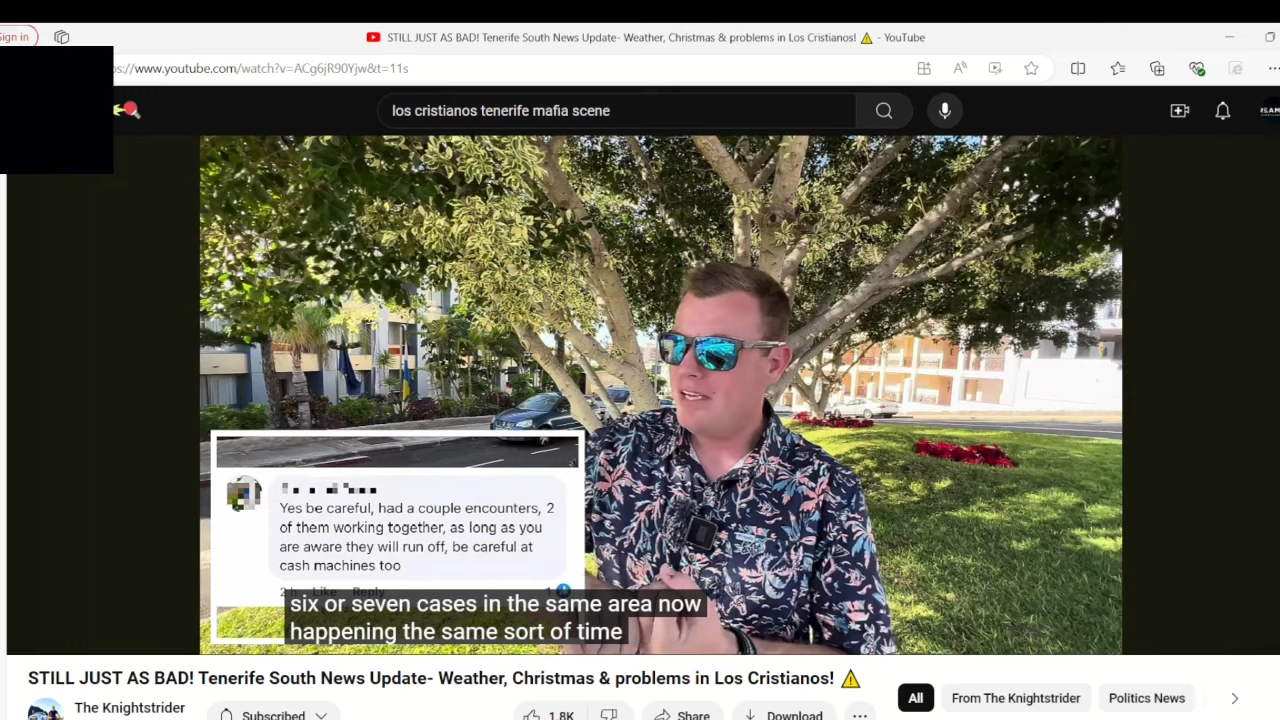 Sign in
STILL JUST AS BAD! Tenerife South News Update- Weather, Christmas & problems in Los Cristianos! ⚠ - YouTube
ps://www.youtube.com/watch?v=ACg6jR90Yjw&t=11s
los cristianos tenerife mafia scene
Yes be careful, had a couple encounters, 2
of them working together, as long as you
are aware they will run off, be careful at
cash machines too
2 h Like Reply 1
six or seven cases in the same area now
happening the same sort of time
STILL JUST AS BAD! Tenerife South News Update- Weather, Christmas & problems in Los Cristianos! ⚠
The Knightstrider
Subscribed
1.8K
Share
Download
All
From The Knightstrider
Politics News